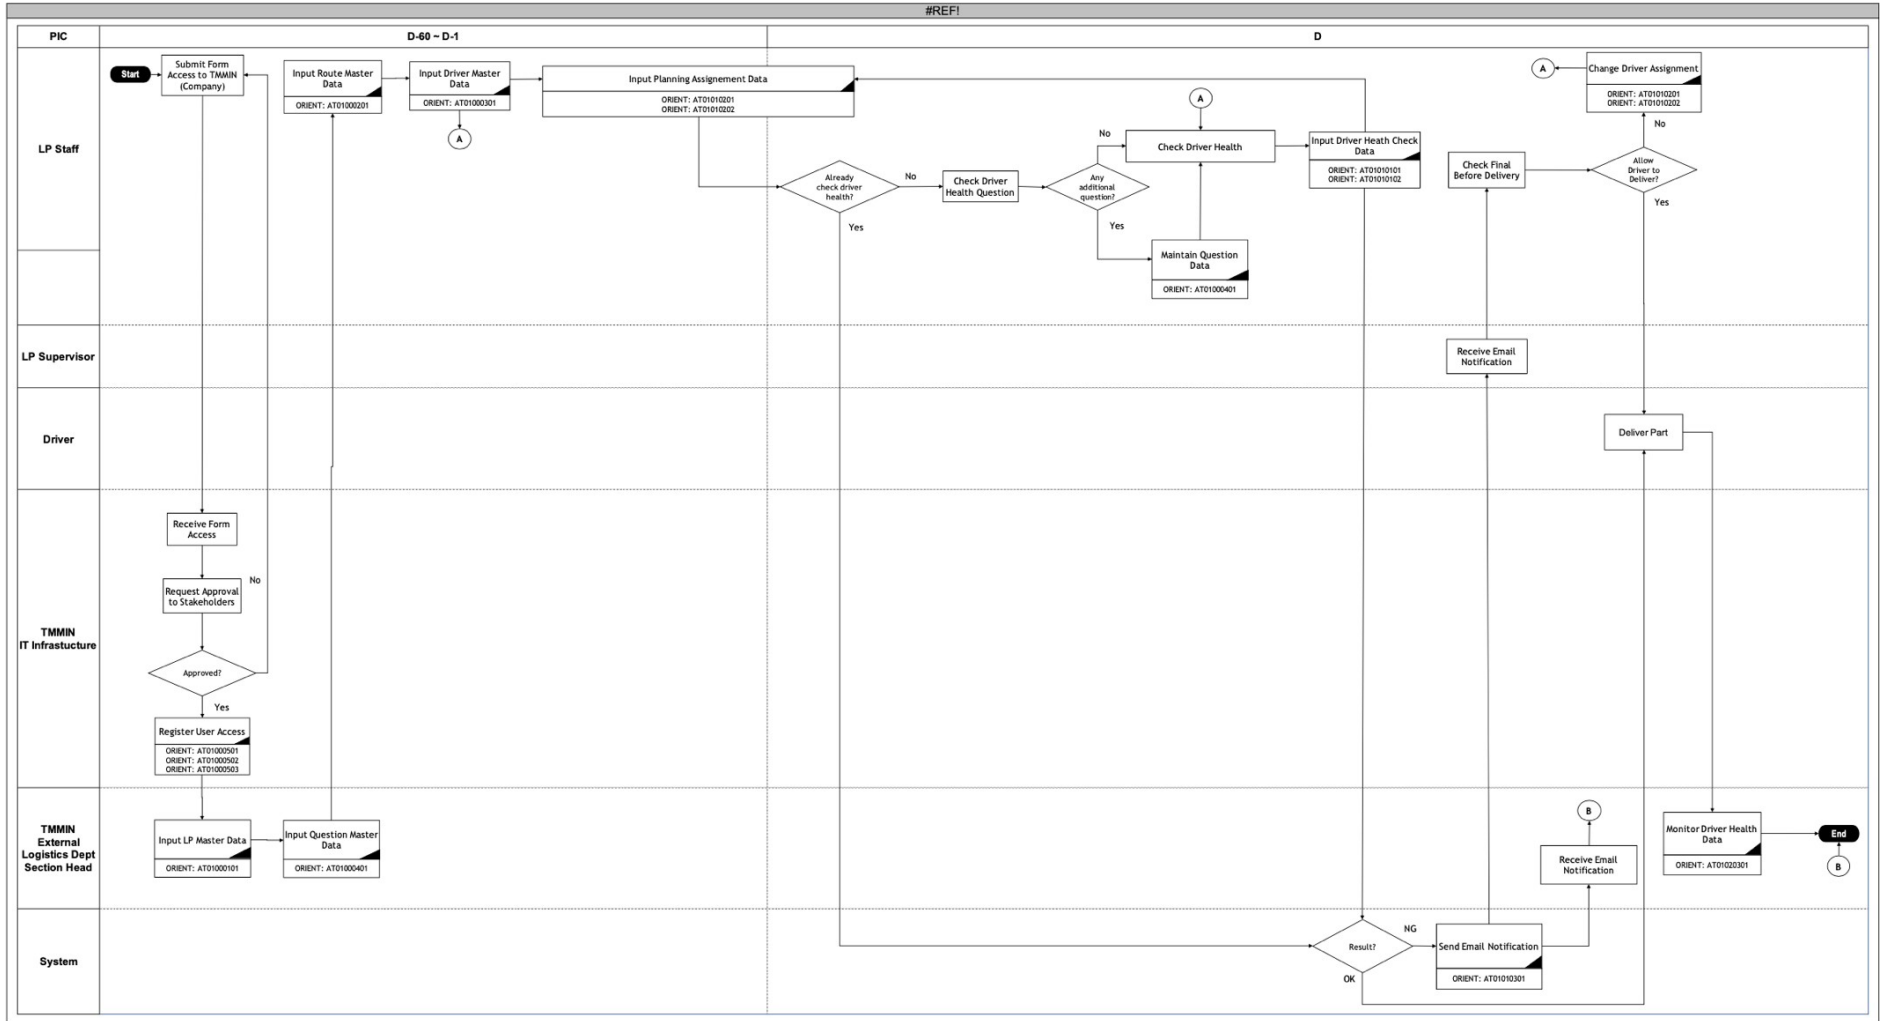 #REF!
PIC
D-60 ~ D-1
D
LP Staff
Start
Submit Form
Access to TMMIN
(Company)
Input Route Master
Data
ORIENT: AT01000201
Input Driver Master
Data
ORIENT: AT01000301
A
Input Planning Assignement Data
ORIENT: AT01010201
ORIENT: AT01010202
Already
check driver
health?
No
Yes
Check Driver
Health Question
Any
additional
question?
No
Yes
A
Check Driver Health
Maintain Question
Data
ORIENT: AT01000401
Input Driver Heath Check
Data
ORIENT: AT01010101
ORIENT: AT01010102
Check Final
Before Delivery
A
Change Driver Assignment
ORIENT: AT01010201
ORIENT: AT01010202
No
Allow
Driver to
Deliver?
Yes
LP Supervisor
Receive Email
Notification
Driver
Deliver Part
TMMIN
IT Infrastucture
Receive Form
Access
Request Approval
to Stakeholders
No
Approved?
Yes
Register User Access
ORIENT: AT01000501
ORIENT: AT01000502
ORIENT: AT01000503
TMMIN
External
Logistics Dept
Section Head
Input LP Master Data
ORIENT: AT01000101
Input Question Master
Data
ORIENT: AT01000401
B
Receive Email
Notification
Monitor Driver Health
Data
ORIENT: AT01020301
End
B
System
Result?
NG
OK
Send Email Notification
ORIENT: AT01010301